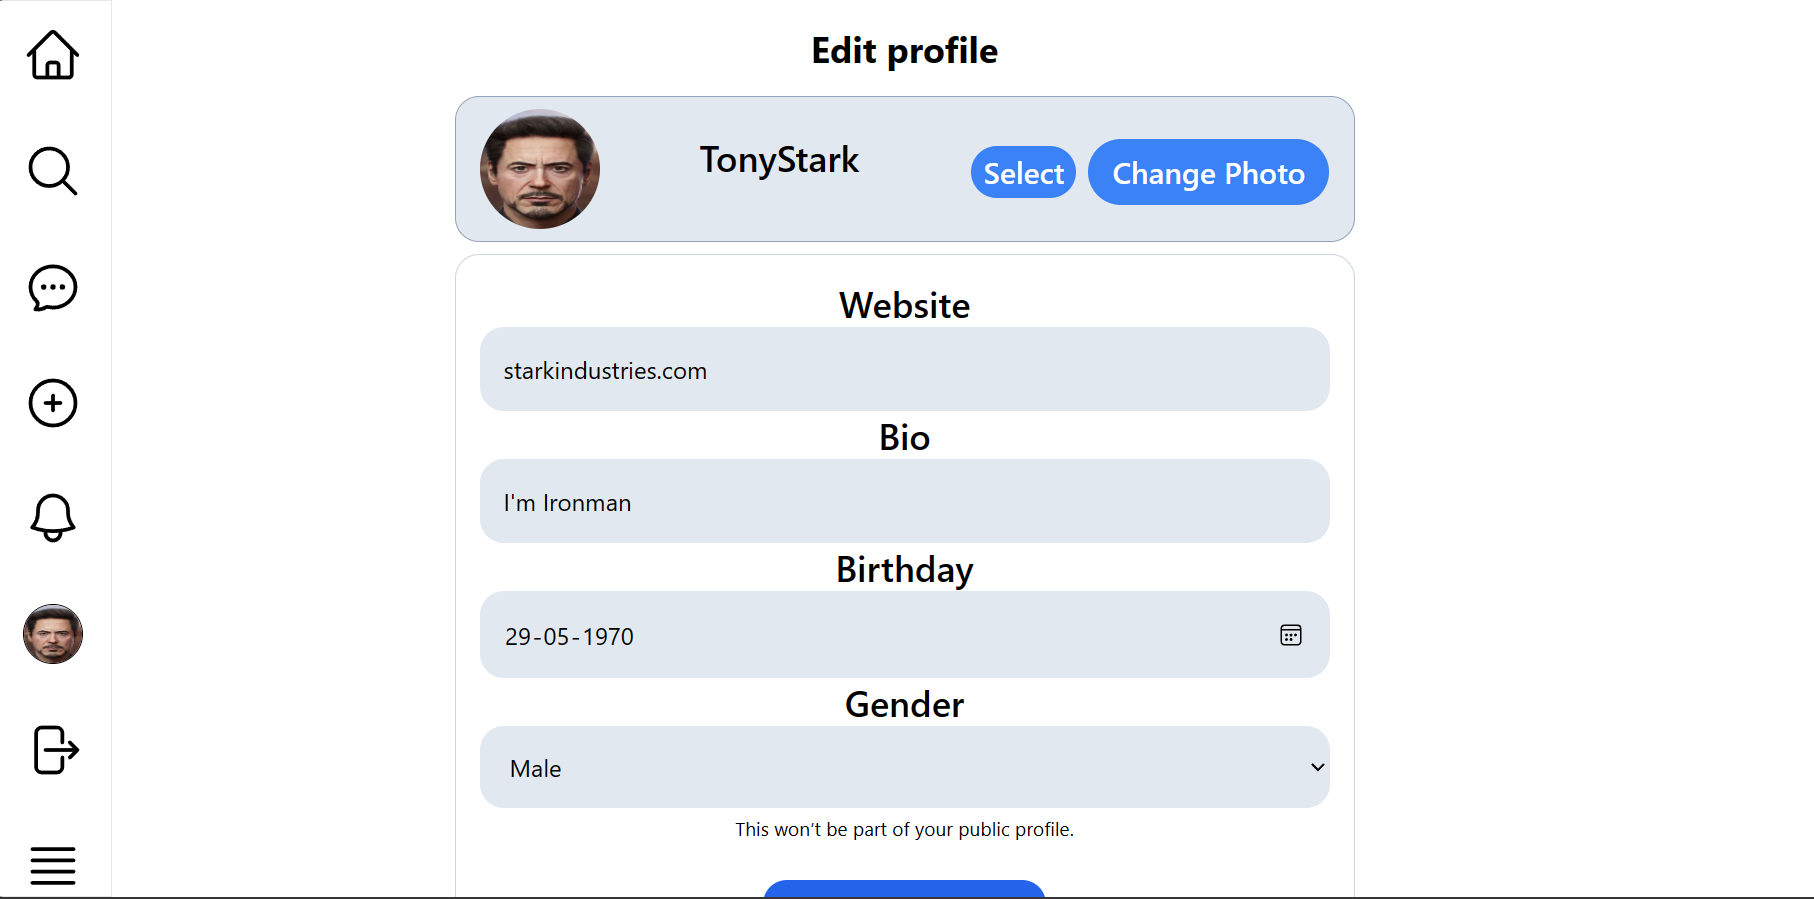 Edit profile
TonyStark
Select
Change Photo
Website
starkindustries.com
Bio
I'm Ironman
Birthday
29-05-1970
Gender
Male
This won't be part of your public profile.